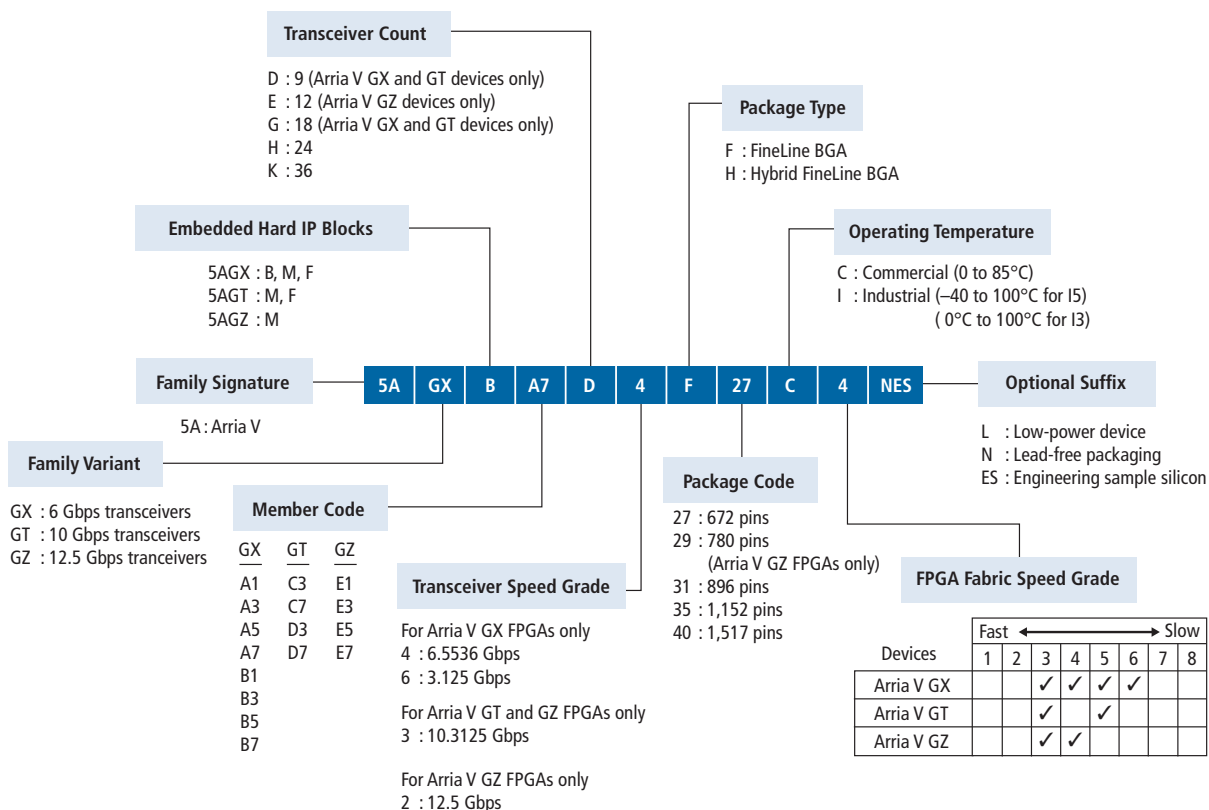 Transceiver Count
D : 9 (Arria V GX and GT devices only)
E : 12 (Arria V GZ devices only)
G : 18 (Arria V GX and GT devices only)
H : 24
K : 36
Package Type
F : FineLine BGA
H : Hybrid FineLine BGA
Embedded Hard IP Blocks
5AGX : B, M, F
5AGT : M, F
5AGZ : M
Operating Temperature
C : Commercial (0 to 85°C)
I : Industrial (–40 to 100°C for I5)
( 0°C to 100°C for I3)
Family Signature
5A : Arria V
5A GX B A7 D 4 F 27 C 4 NES
Optional Suffix
L : Low-power device
N : Lead-free packaging
ES : Engineering sample silicon
Family Variant
GX : 6 Gbps transceivers
GT : 10 Gbps transceivers
GZ : 12.5 Gbps tranceivers
Member Code
GX GT GZ
A1 C3 E1
A3 C7 E3
A5 D3 E5
A7 D7 E7
B1
B3
B5
B7
Transceiver Speed Grade
For Arria V GX FPGAs only
4 : 6.5536 Gbps
6 : 3.125 Gbps
For Arria V GT and GZ FPGAs only
3 : 10.3125 Gbps
For Arria V GZ FPGAs only
2 : 12.5 Gbps
Package Code
27 : 672 pins
29 : 780 pins
(Arria V GZ FPGAs only)
31 : 896 pins
35 : 1,152 pins
40 : 1,517 pins
FPGA Fabric Speed Grade
Fast Slow
Devices 1 2 3 4 5 6 7 8
Arria V GX ✓ ✓ ✓ ✓
Arria V GT ✓ ✓
Arria V GZ ✓ ✓